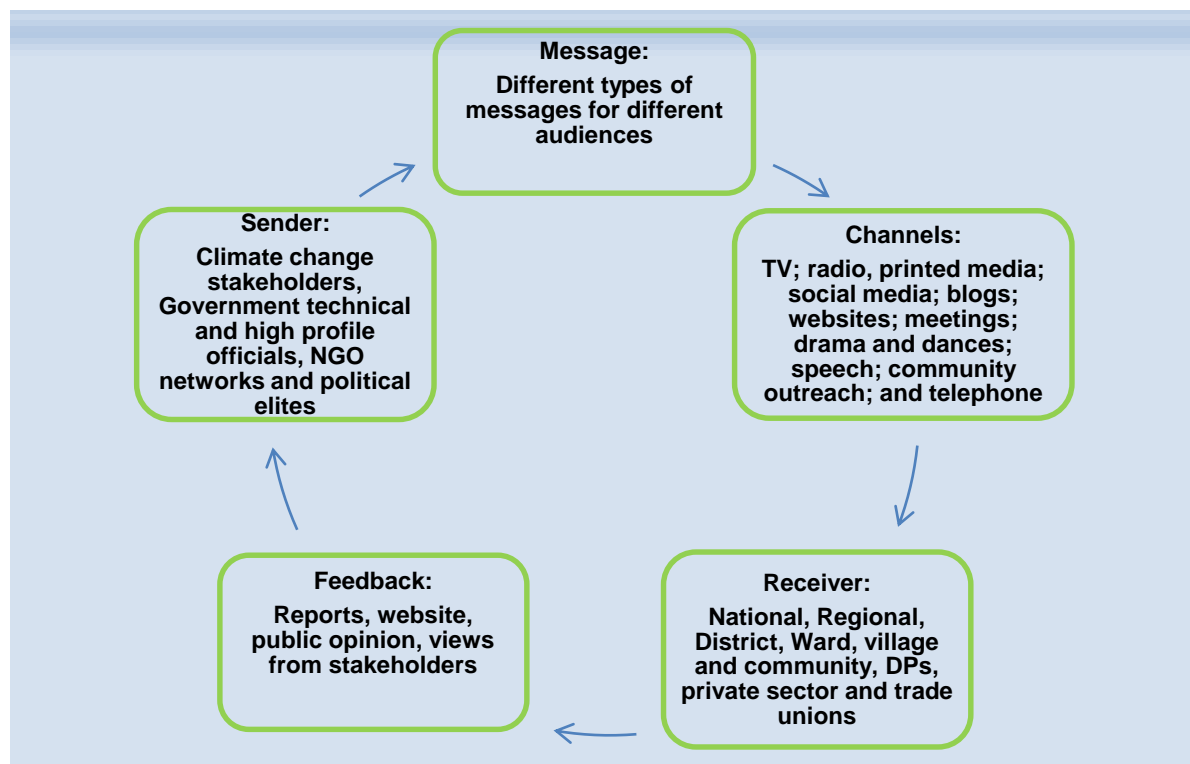 Message:
Different types of
messages for different
audiences
Channels:
TV; radio, printed media;
social media; blogs;
websites; meetings;
drama and dances;
speech; community
outreach; and telephone
Receiver:
National, Regional,
District, Ward, village
and community, DPs,
private sector and trade
unions
Feedback:
Reports, website,
public opinion, views
from stakeholders
Sender:
Climate change
stakeholders,
Government technical
and high profile
officials, NGO
networks and political
elites